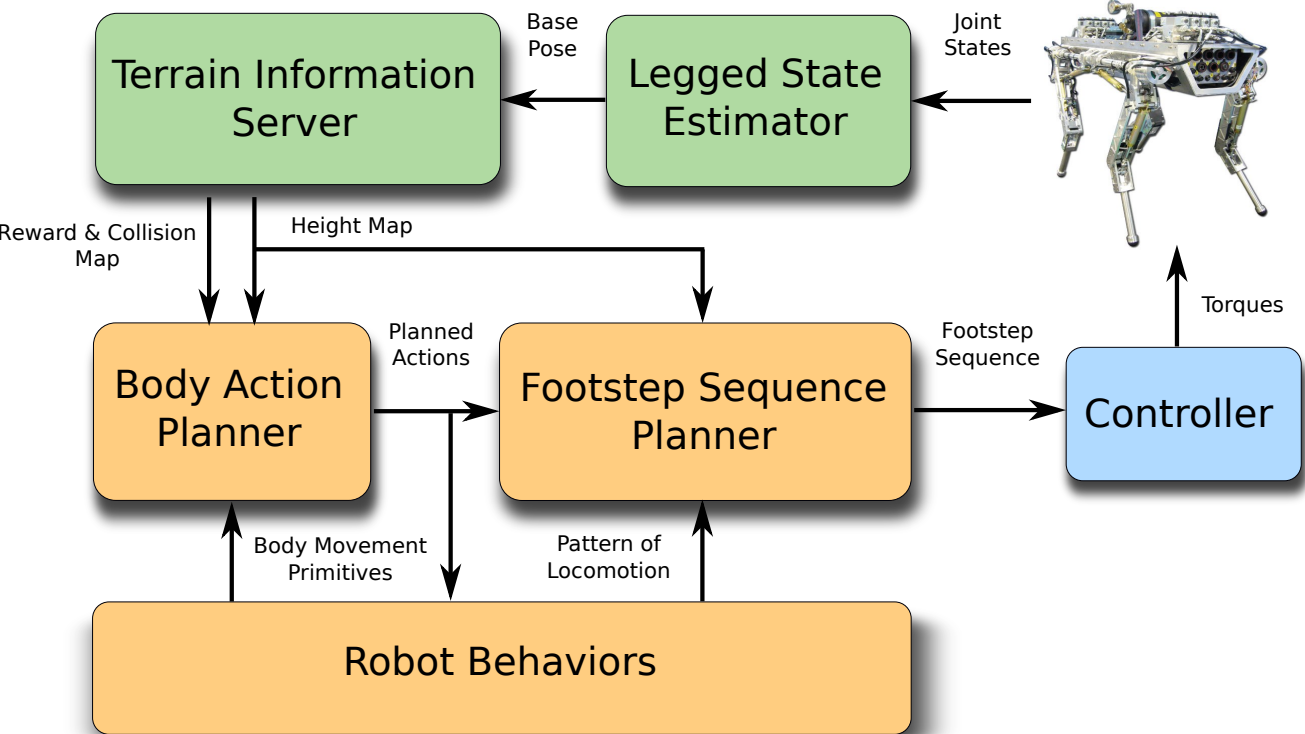 Terrain Information
Server
Base
Pose
Legged State
Estimator
Joint
States
Reward & Collision
Map
Height Map
Body Action
Planner
Planned
Actions
Footstep Sequence
Planner
Footstep
Sequence
Controller
Torques
Body Movement
Primitives
Pattern of
Locomotion
Robot Behaviors